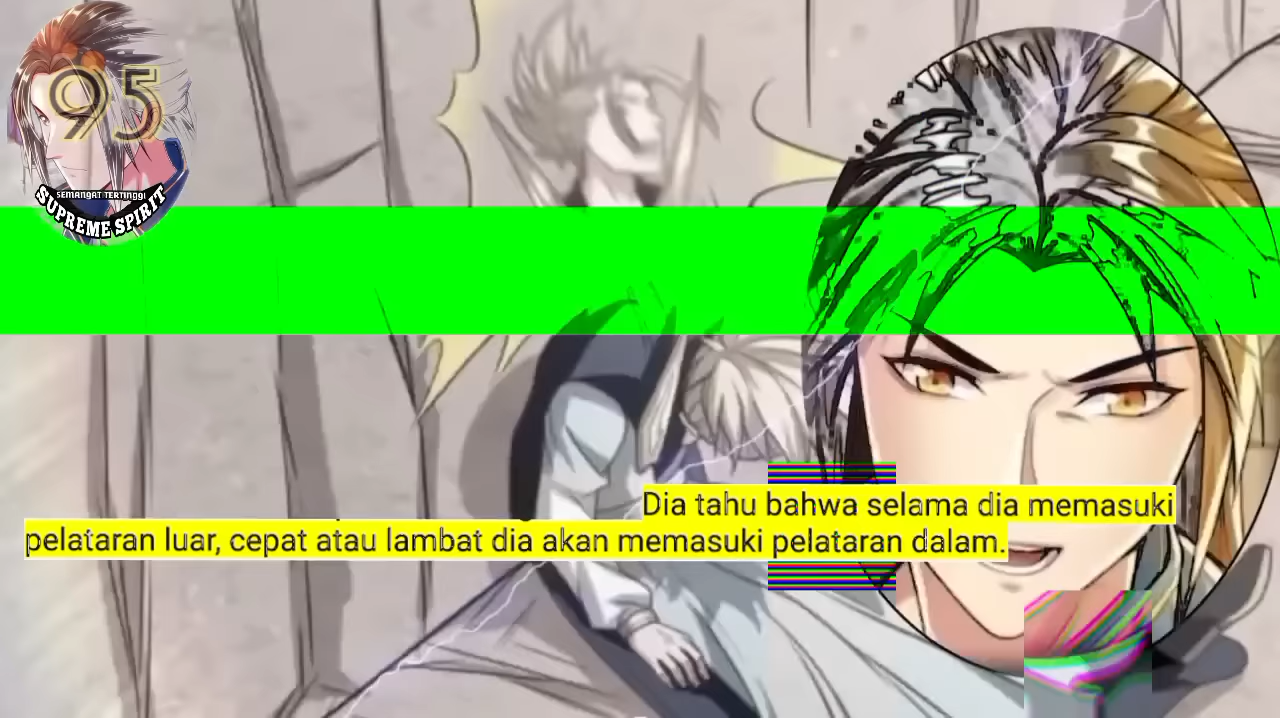 95
SEMANGAT TERTINGGI
SUPREME SPIRIT
Dia tahu bahwa selama dia memasuki
pelataran luar, cepat atau lambat dia akan memasuki pelataran dalam.